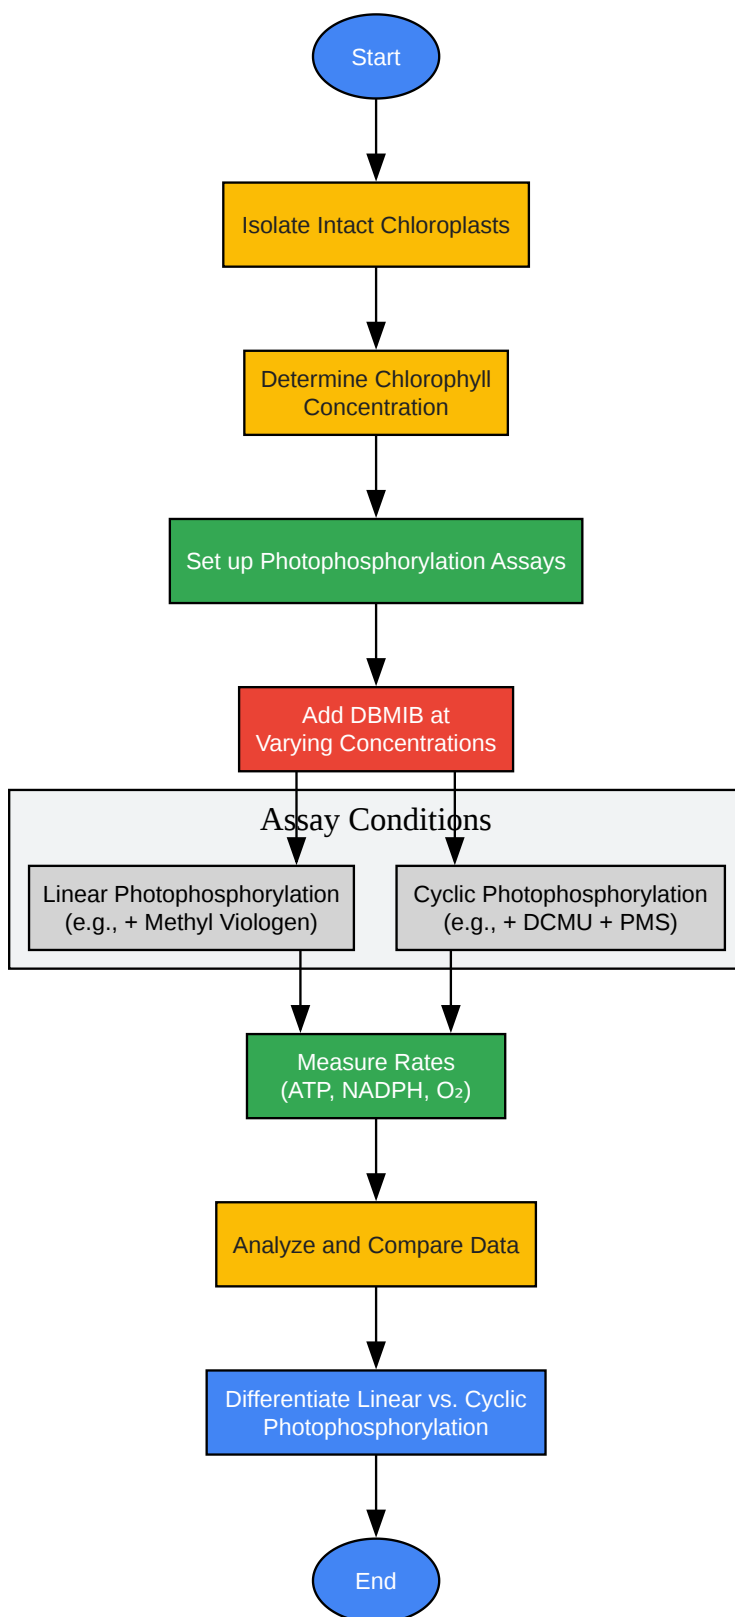 Start
Isolate Intact Chloroplasts
Determine Chlorophyll
Concentration
Set up Photophosphorylation Assays
Add DBMIB at
Varying Concentrations
Assay Conditions
Linear Photophosphorylation
(e.g., + Methyl Viologen)
Cyclic Photophosphorylation
(e.g., + DCMU + PMS)
Measure Rates
(ATP, NADPH, O₂)
Analyze and Compare Data
Differentiate Linear vs. Cyclic
Photophosphorylation
End